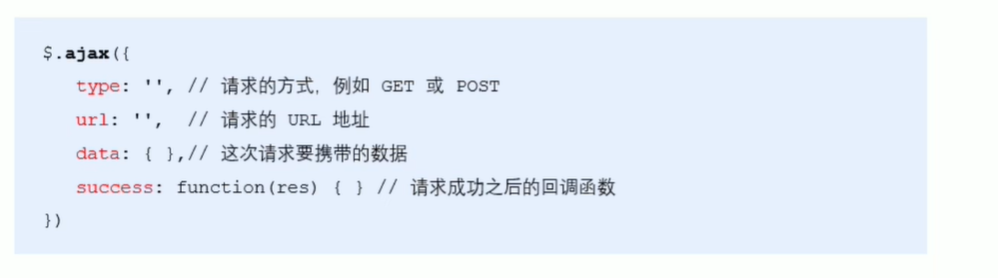 $.ajax({
type: '', // 请求的方式，例如 GET 或 POST
url: '', // 请求的 URL 地址
data: { },// 这次请求要携带的数据
success: function(res) { } // 请求成功之后的回调函数
})